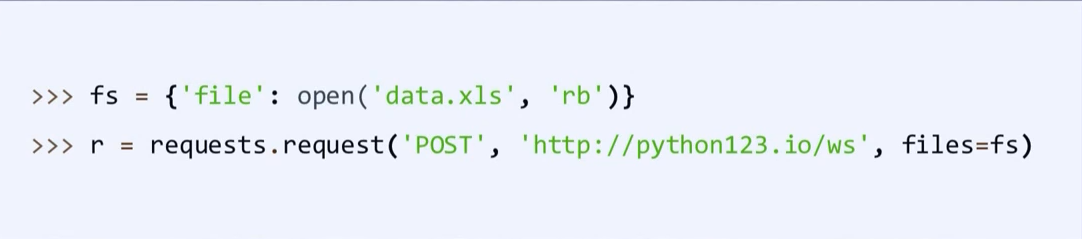 >>> fs = {'file': open('data.xls', 'rb')}
>>> r = requests.request('POST', 'http://python123.io/ws', files=fs)